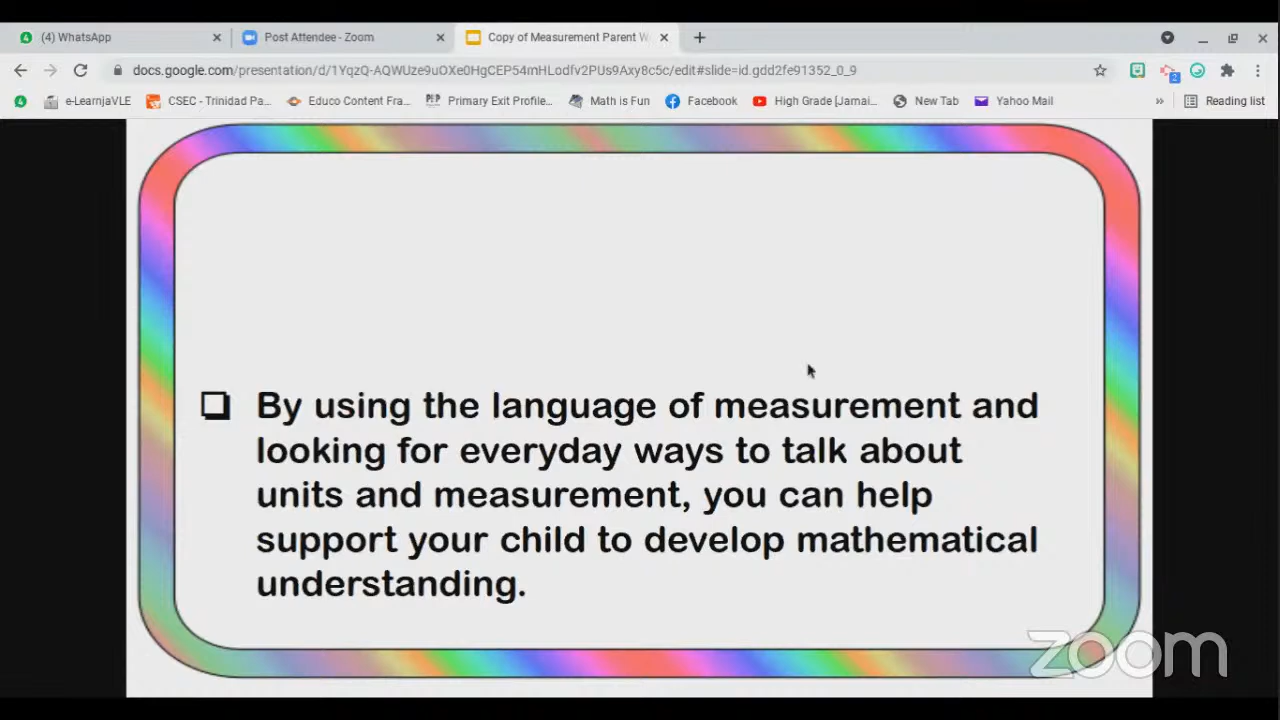 (4) WhatsApp
Post Attendee - Zoom
Copy of Measurement Parent W
docs.google.com/presentation/d/1YqzQ-AQWUze9uOXe0HgCEP54mHLodfv2PUs9Axy8c5c/edit#slide=id.gdd2fe91352_0_9
2
e-LearnjaVLE
CSEC - Trinidad Pa...
Educo Content Fra...
PEP
Primary Exit Profile...
Math is Fun
Facebook
High Grade [Jamai...
New Tab
Yahoo Mail
»
Reading list
By using the language of measurement and
looking for everyday ways to talk about
units and measurement, you can help
support your child to develop mathematical
understanding.
zoom